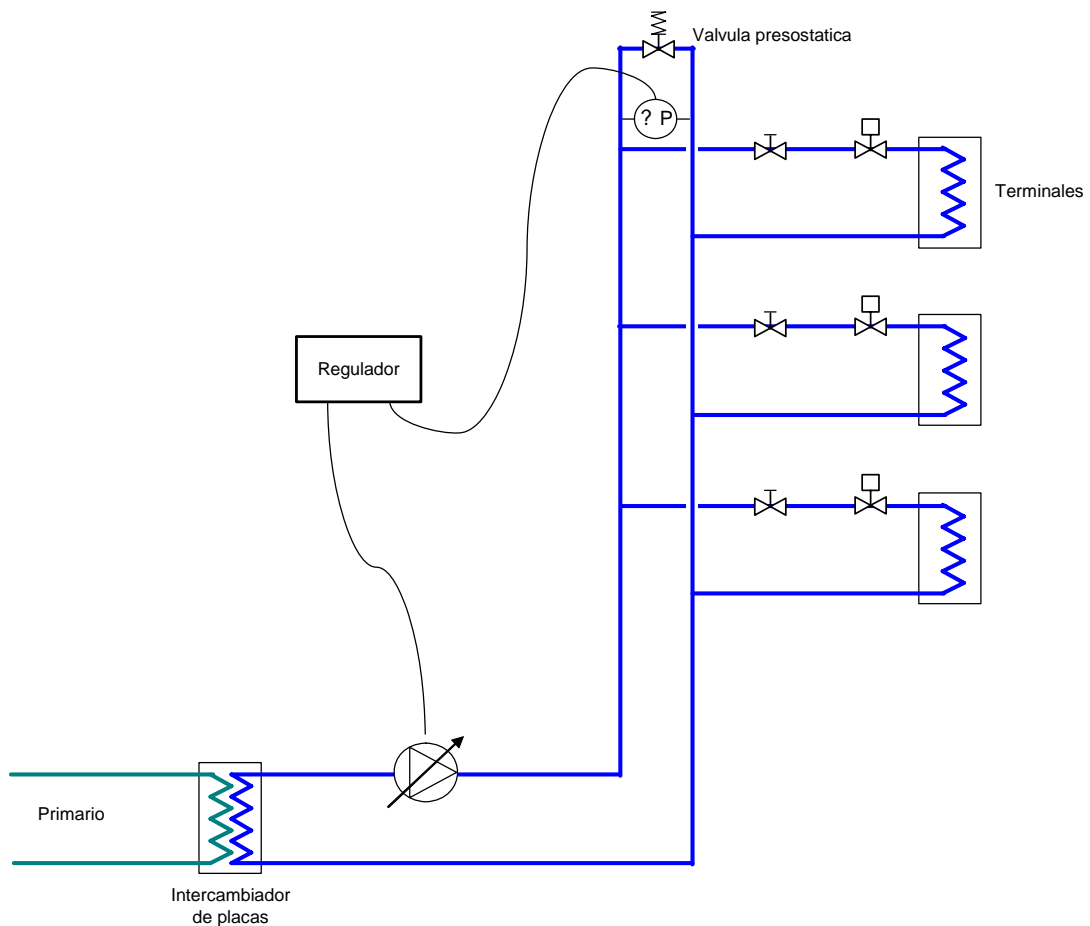 Valvula presostatica
? P
Terminales
Regulador
Primario
Intercambiador
de placas